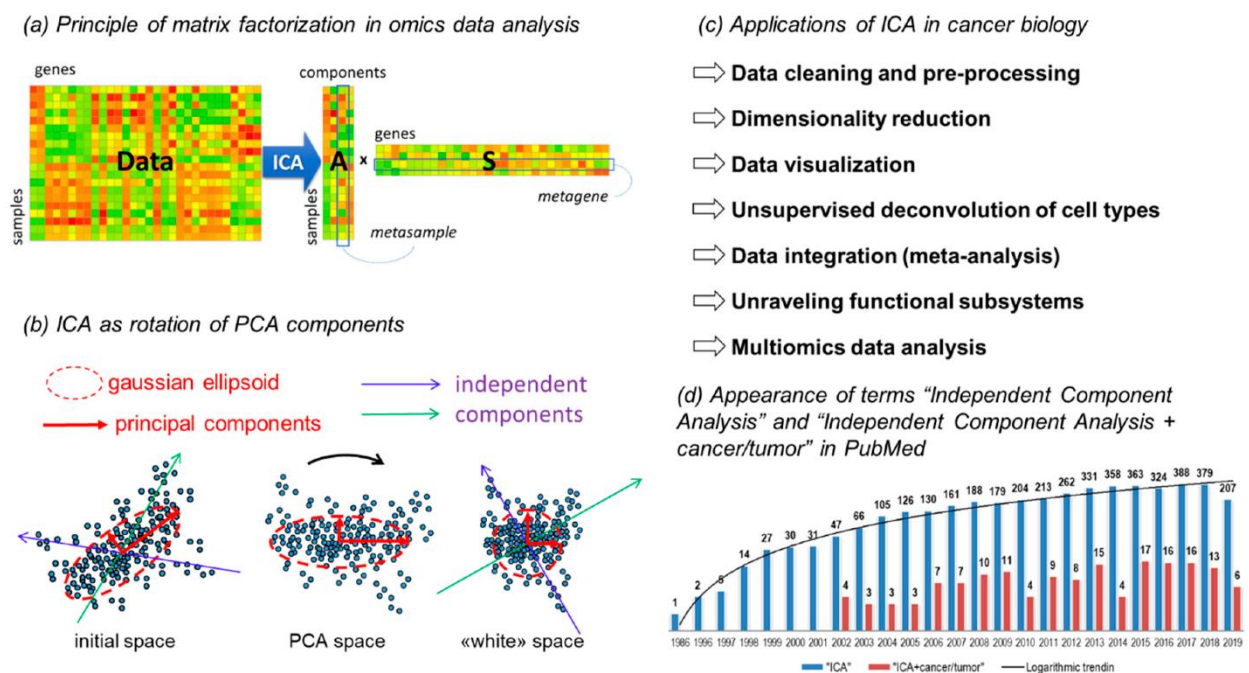 (a) Principle of matrix factorization in omics data analysis
genes
components
samples
Data
ICA
samples
A
x
genes
S
metagene
metasample
(b) ICA as rotation of PCA components
gaussian ellipsoid
principal components
independent
components
initial space
PCA space
«white» space
(c) Applications of ICA in cancer biology
Data cleaning and pre-processing
Dimensionality reduction
Data visualization
Unsupervised deconvolution of cell types
Data integration (meta-analysis)
Unraveling functional subsystems
Multiomics data analysis
(d) Appearance of terms “Independent Component
Analysis” and “Independent Component Analysis +
cancer/tumor” in PubMed
1 2 5 14 27 30 31 47 66 105 126 130 161 188 179 204 213 262 331 358 363 324 388 379 207
4 3 3 3 7 7 10 11 4 9 8 15 4 17 16 16 13 6
1986 1996 1997 1998 1999 2000 2001 2002 2003 2004 2005 2006 2007 2008 2009 2010 2011 2012 2013 2014 2015 2016 2017 2018 2019
"ICA" "ICA+cancer/tumor" Logarithmic trendin